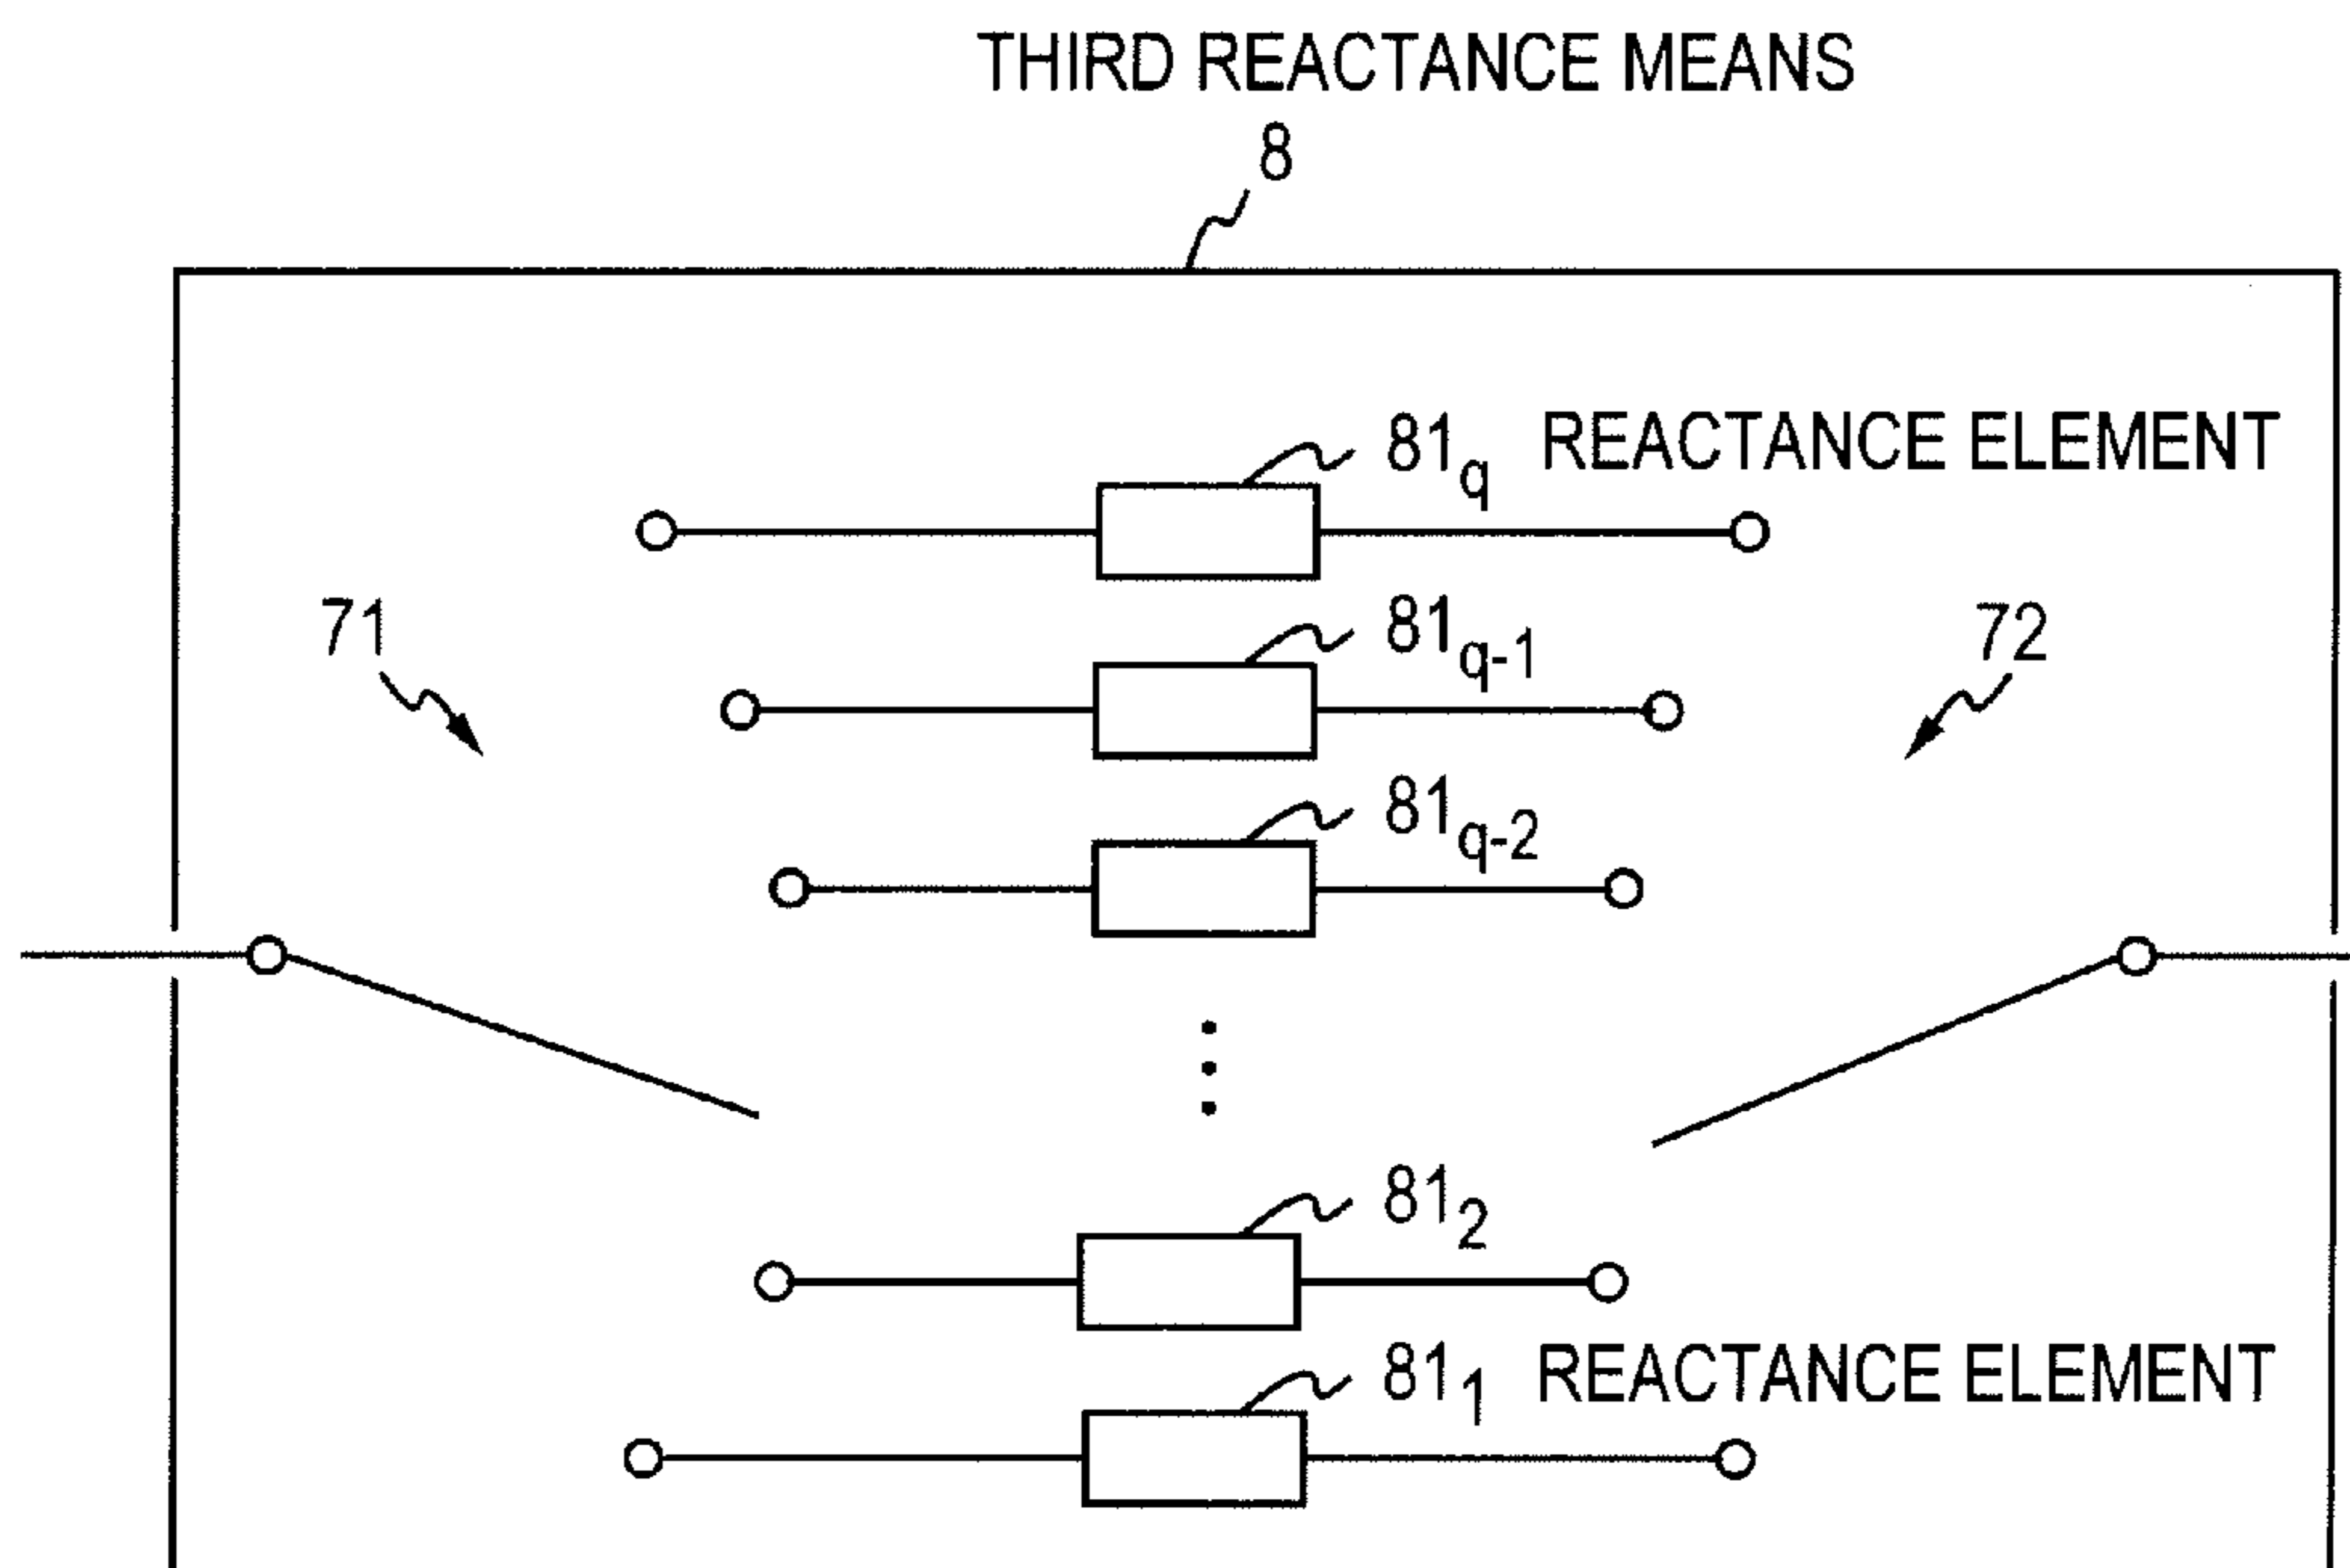 THIRD REACTANCE MEANS
8
81q REACTANCE ELEMENT
71
81q-1
72
81q-2
812
811 REACTANCE ELEMENT